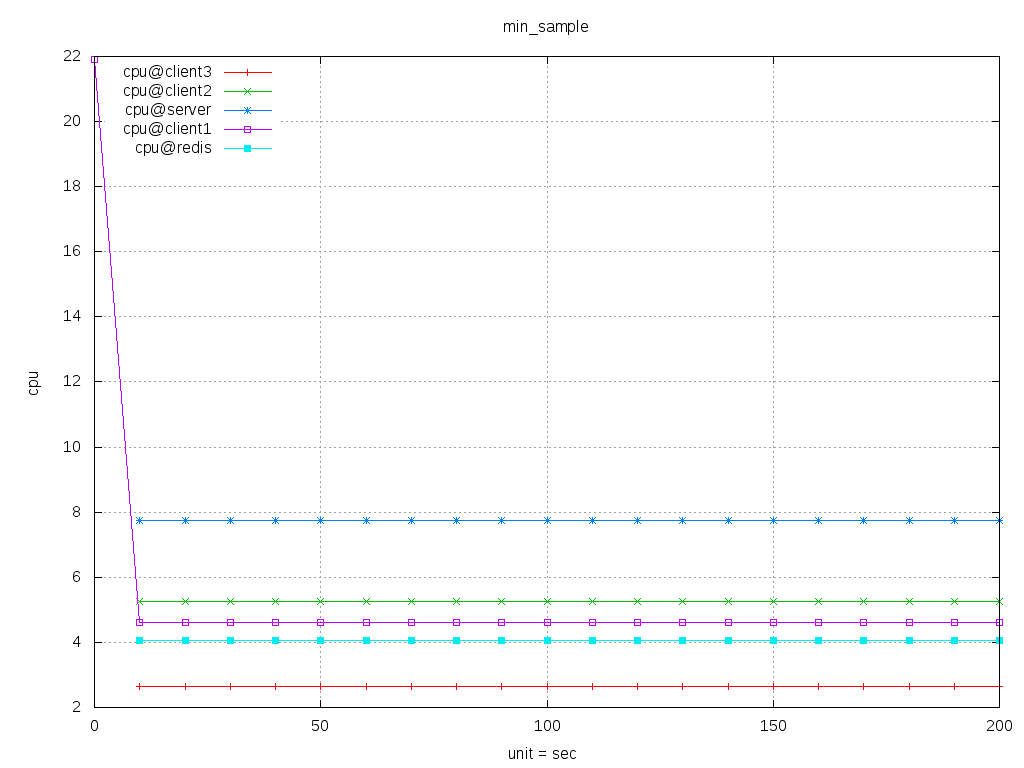 min_sample
22
20
18
16
14
12
10
8
6
4
2
cpu@client3
cpu@client2
cpu@server
cpu@client1
cpu@redis
cpu
0 50 100 150 200
unit = sec